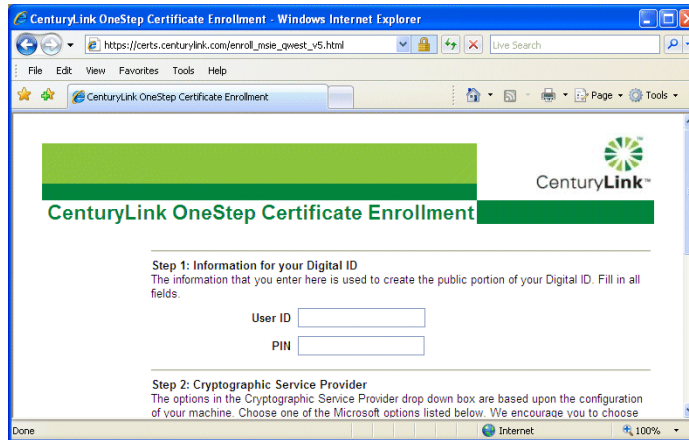 CenturyLink OneStep Certificate Enrollment - Windows Internet Explorer
https://certs.centurylink.com/enroll_msie_qwest_v5.html
Live Search
File Edit View Favorites Tools Help
CenturyLink OneStep Certificate Enrollment
Page Tools
CenturyLink™
CenturyLink OneStep Certificate Enrollment
Step 1: Information for your Digital ID
The information that you enter here is used to create the public portion of your Digital ID. Fill in all
fields.
User ID
PIN
Step 2: Cryptographic Service Provider
The options in the Cryptographic Service Provider drop down box are based upon the configuration
of your machine. Choose one of the Microsoft options listed below. We encourage you to choose
Done Internet 100%